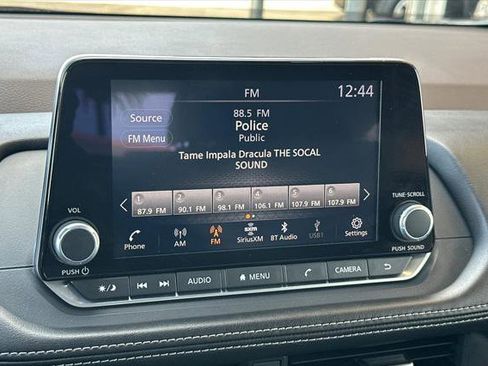 FM
12:44
Source
88.5 FM
Police
FM Menu
Public
Tame Impala Dracula THE SOCAL
SOUND
1 2 3 4 5 6
87.9 FM 90.1 FM 98.1 FM 106.1 FM 107.9 FM 107.9 FM
VOL
TUNE·SCROLL
Phone AM FM SiriusXM BT Audio USB1 Settings
PUSH
PUSH SOUND
AUDIO MENU CAMERA